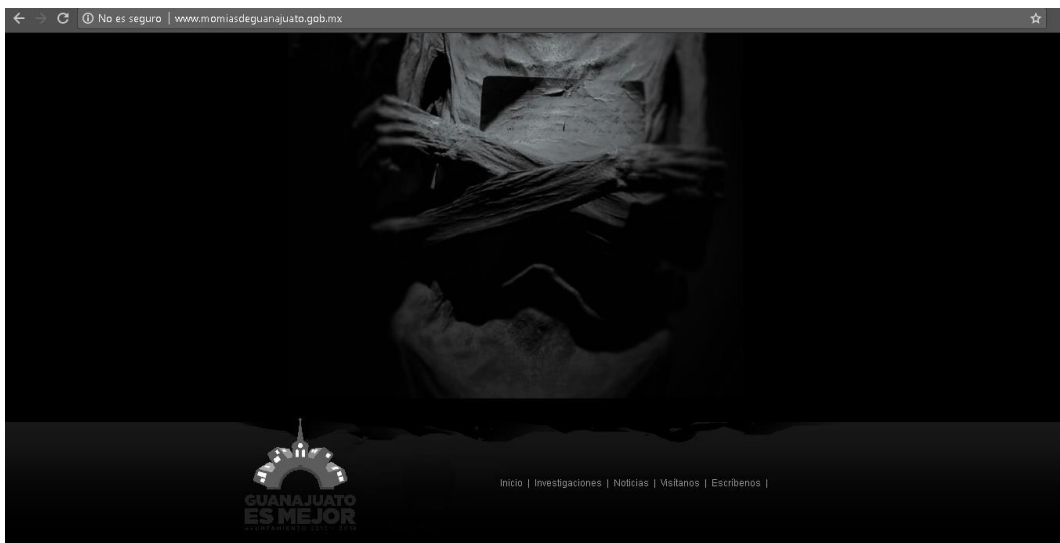 No es seguro | www.momiasdeguanajuato.gob.mx
Inicio | Investigaciones | Noticias | Visítanos | Escríbenos |
GUANAJUATO
ES MEJOR